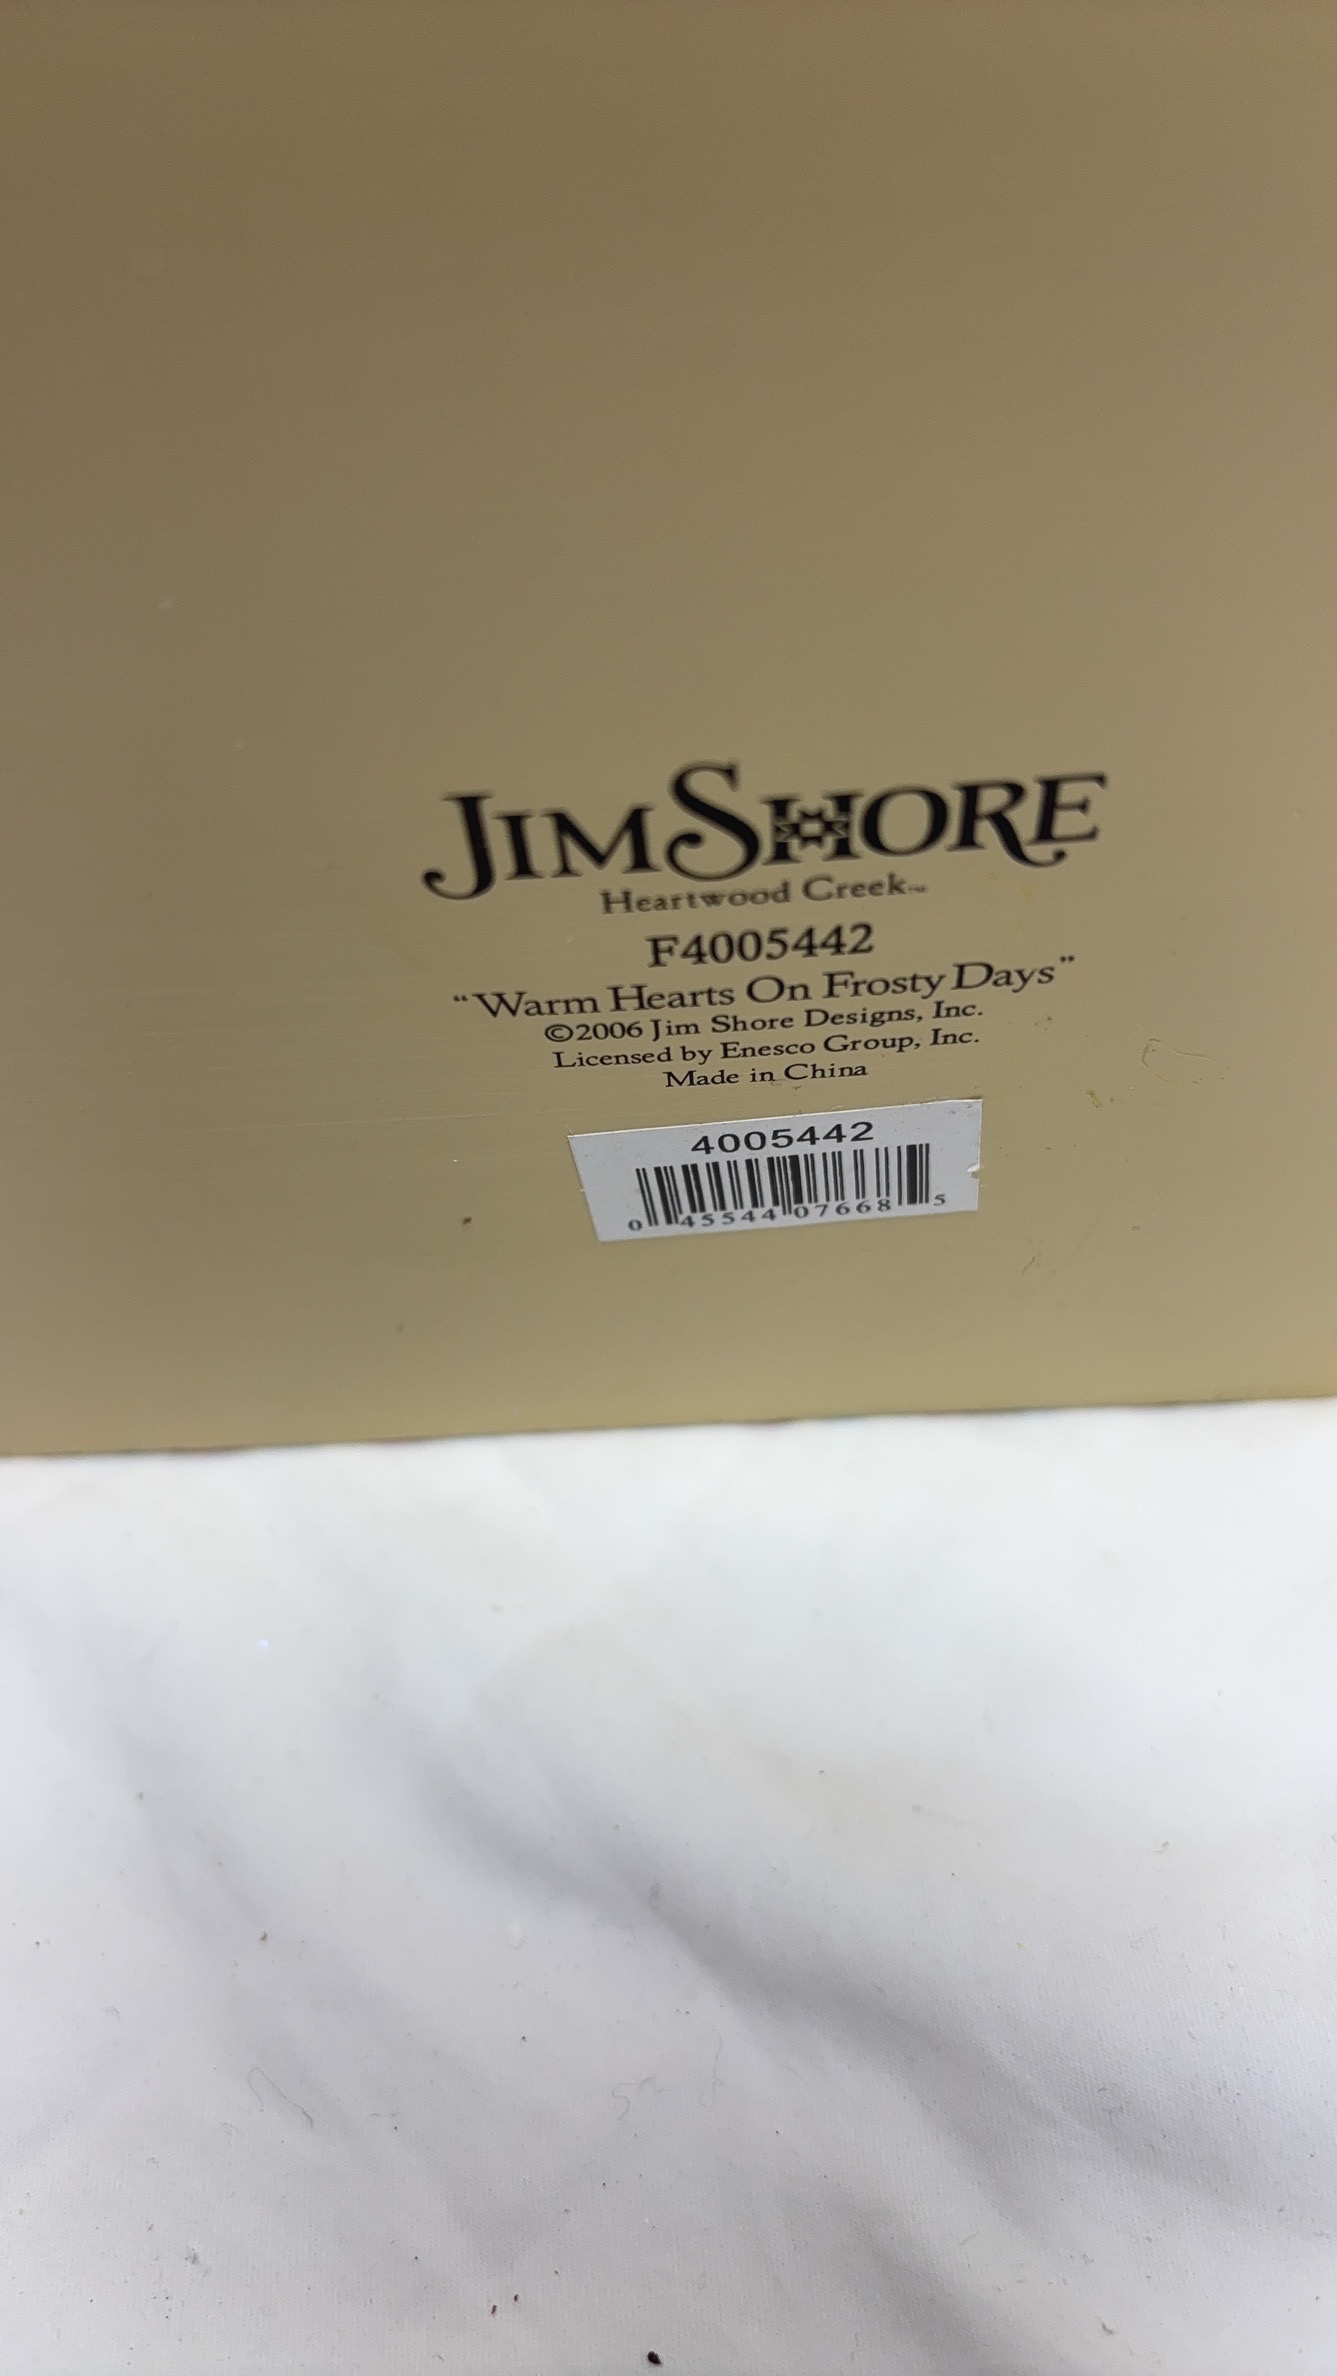 JIM SHORE
Heartwood Creek™
F4005442
"Warm Hearts On Frosty Days"
©2006 Jim Shore Designs, Inc.
Licensed by Enesco Group, Inc.
Made in China
4005442
0 45544 07668 5